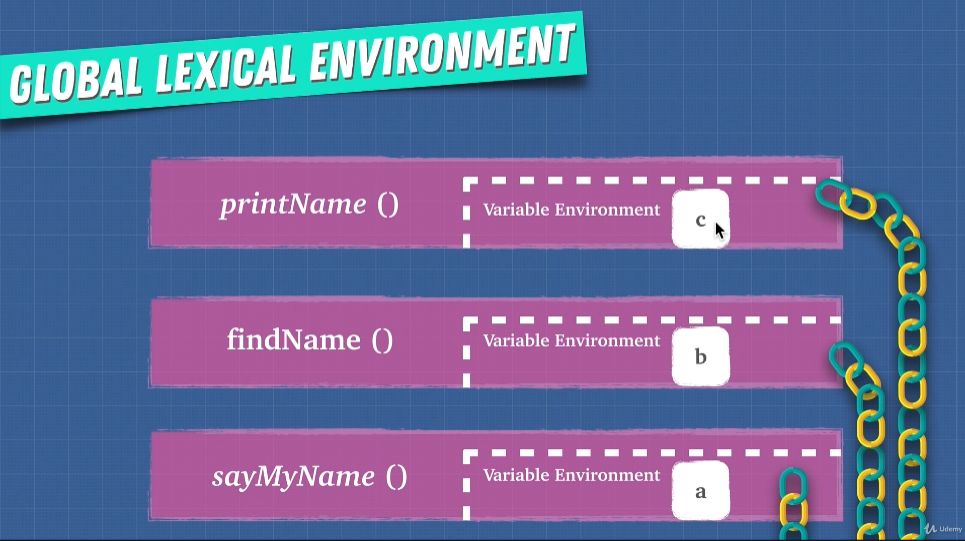 GLOBAL LEXICAL ENVIRONMENT
printName ()
Variable Environment
c
findName ()
Variable Environment
b
sayMyName ()
Variable Environment
a
Udemy